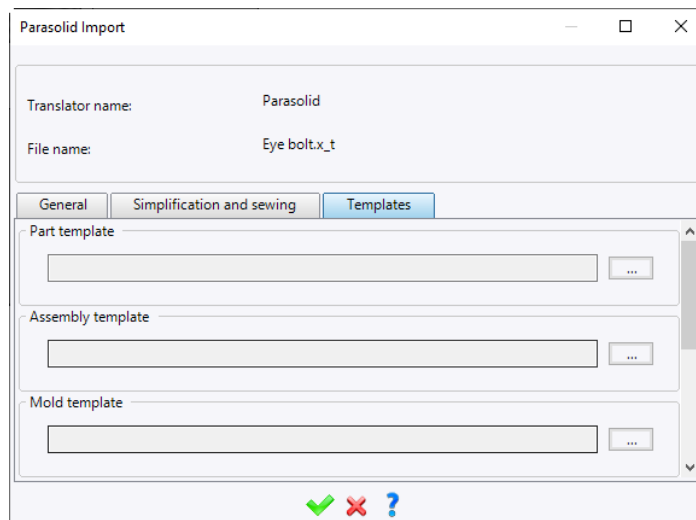 Parasolid Import
Translator name: Parasolid
File name: Eye bolt.x_t
General Simplification and sewing Templates
Part template
...
Assembly template
...
Mold template
...
?